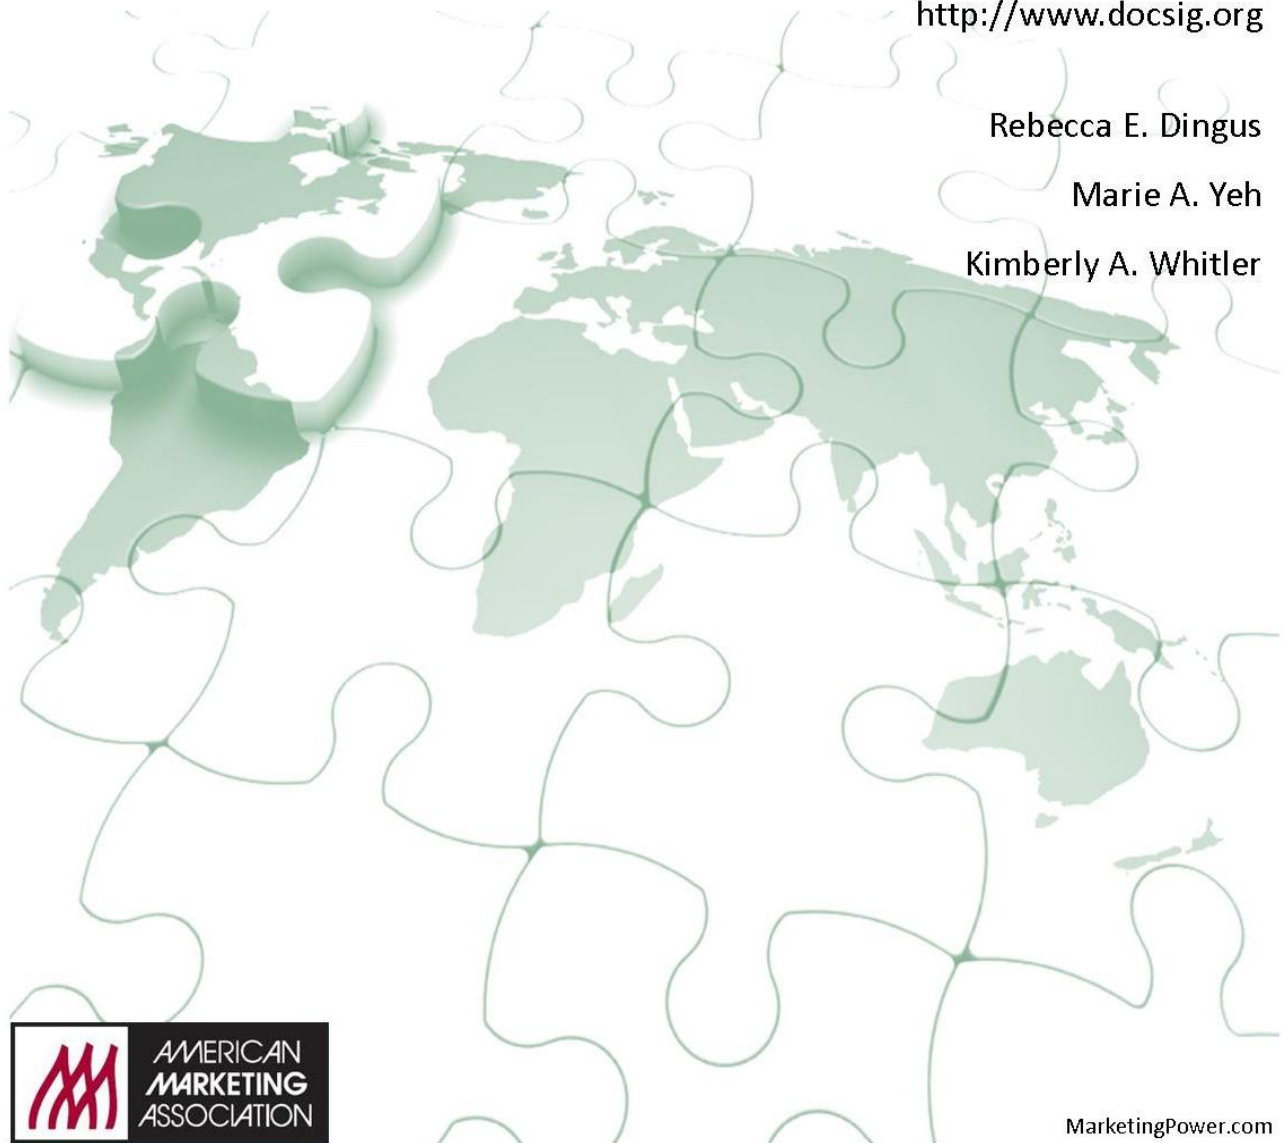 http://www.docsig.org
Rebecca E. Dingus
Marie A. Yeh
Kimberly A. Whitler
AMERICAN
MARKETING
ASSOCIATION
MarketingPower.com